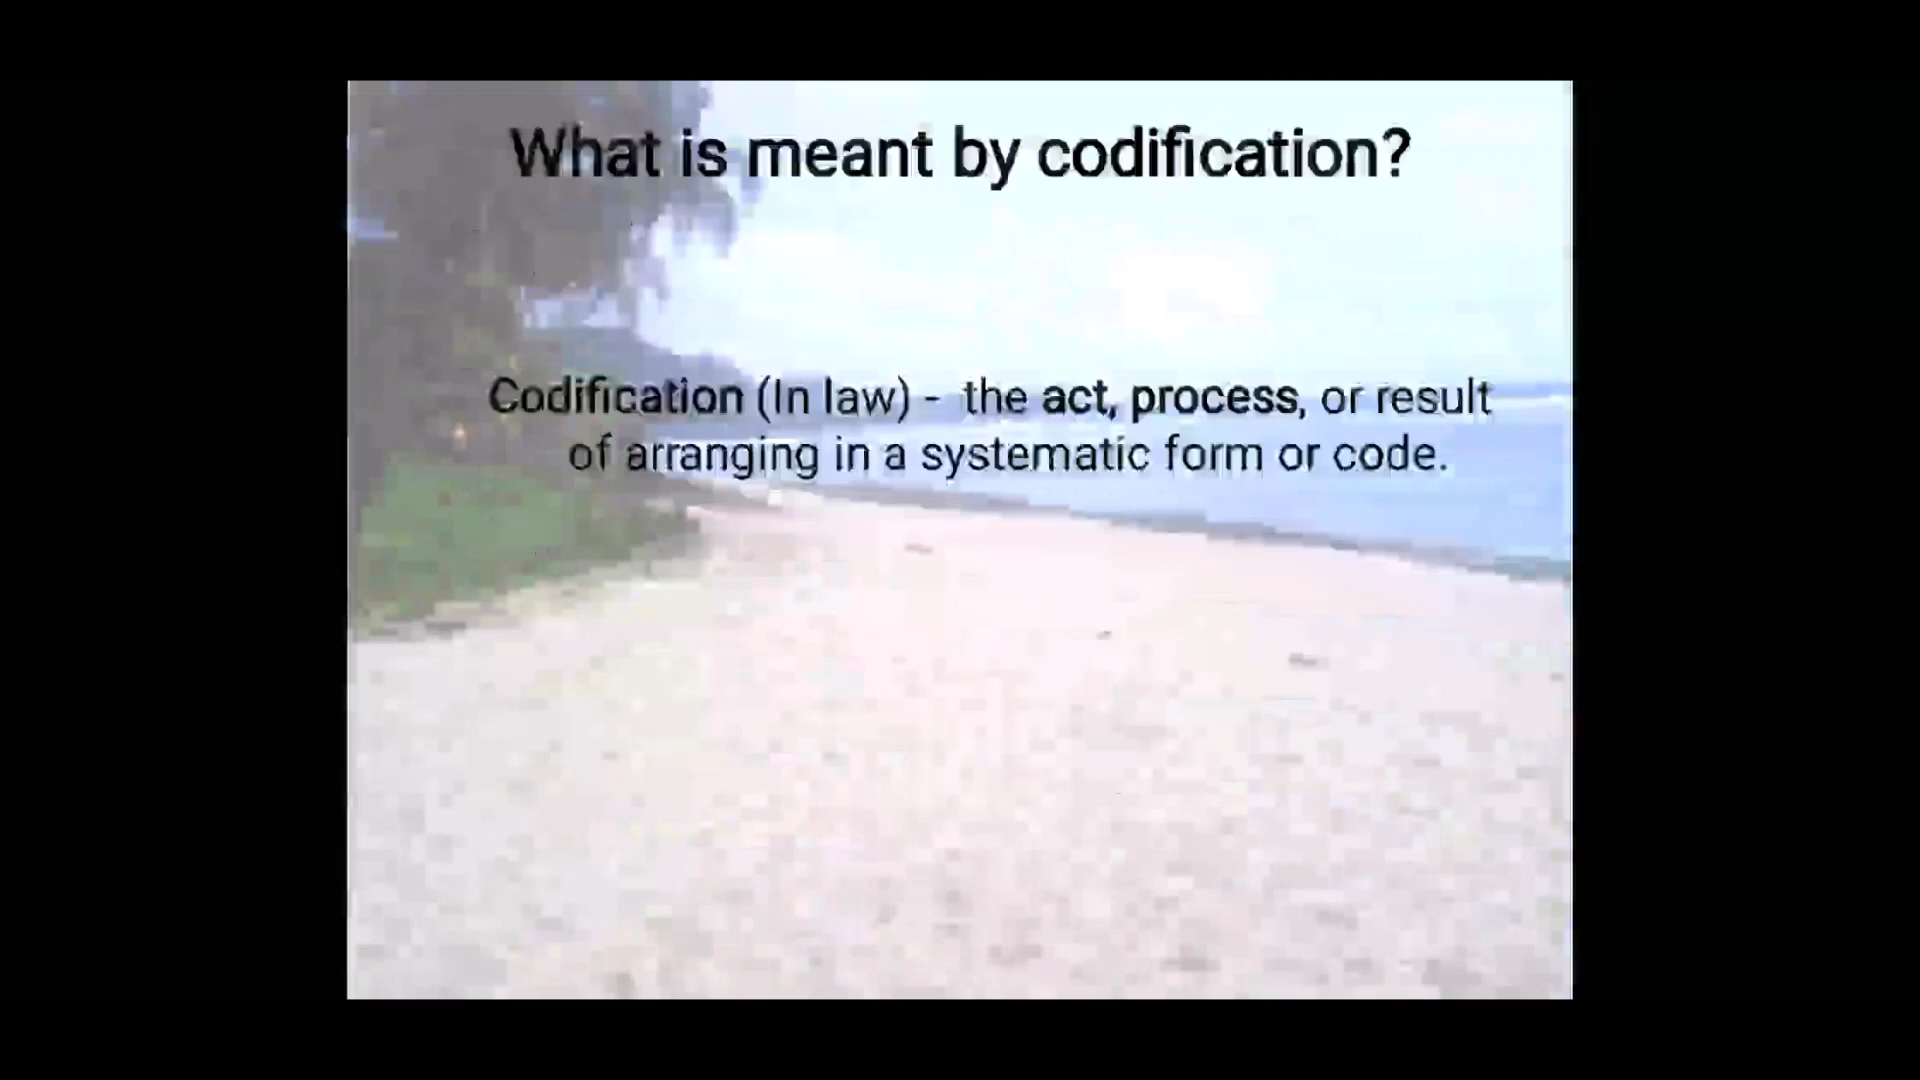 What is meant by codification?
Codification (In law) - the act, process, or result
of arranging in a systematic form or code.